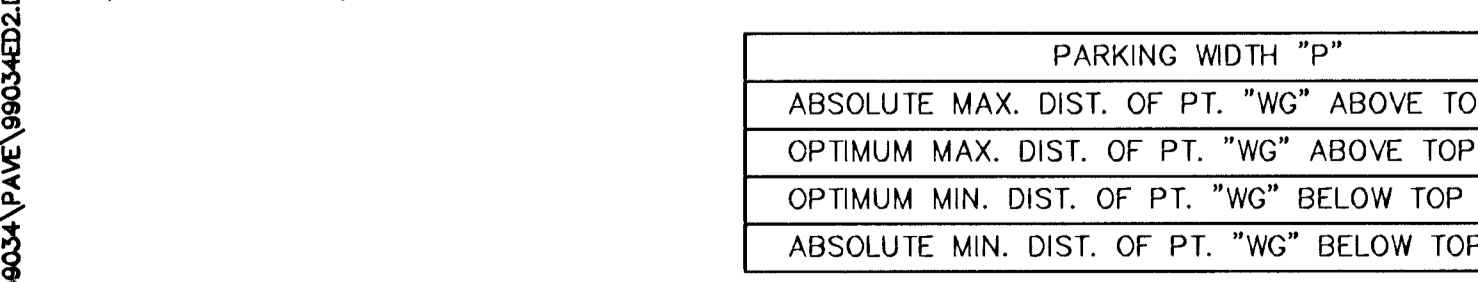 9034\PAVE\99034ED2.D
PARKING WIDTH "P"
ABSOLUTE MAX. DIST. OF PT. "WG" ABOVE TO
OPTIMUM MAX. DIST. OF PT. "WG" ABOVE TOP
OPTIMUM MIN. DIST. OF PT. "WG" BELOW TOP
ABSOLUTE MIN. DIST. OF PT. "WG" BELOW TOP